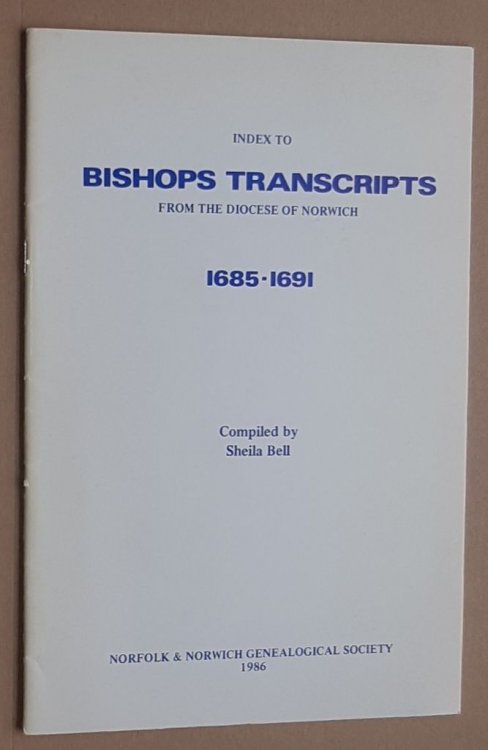 INDEX TO
BISHOPS TRANSCRIPTS
FROM THE DIOCESE OF NORWICH
1685-1691
Compiled by
Sheila Bell
NORFOLK & NORWICH GENEALOGICAL SOCIETY
1986